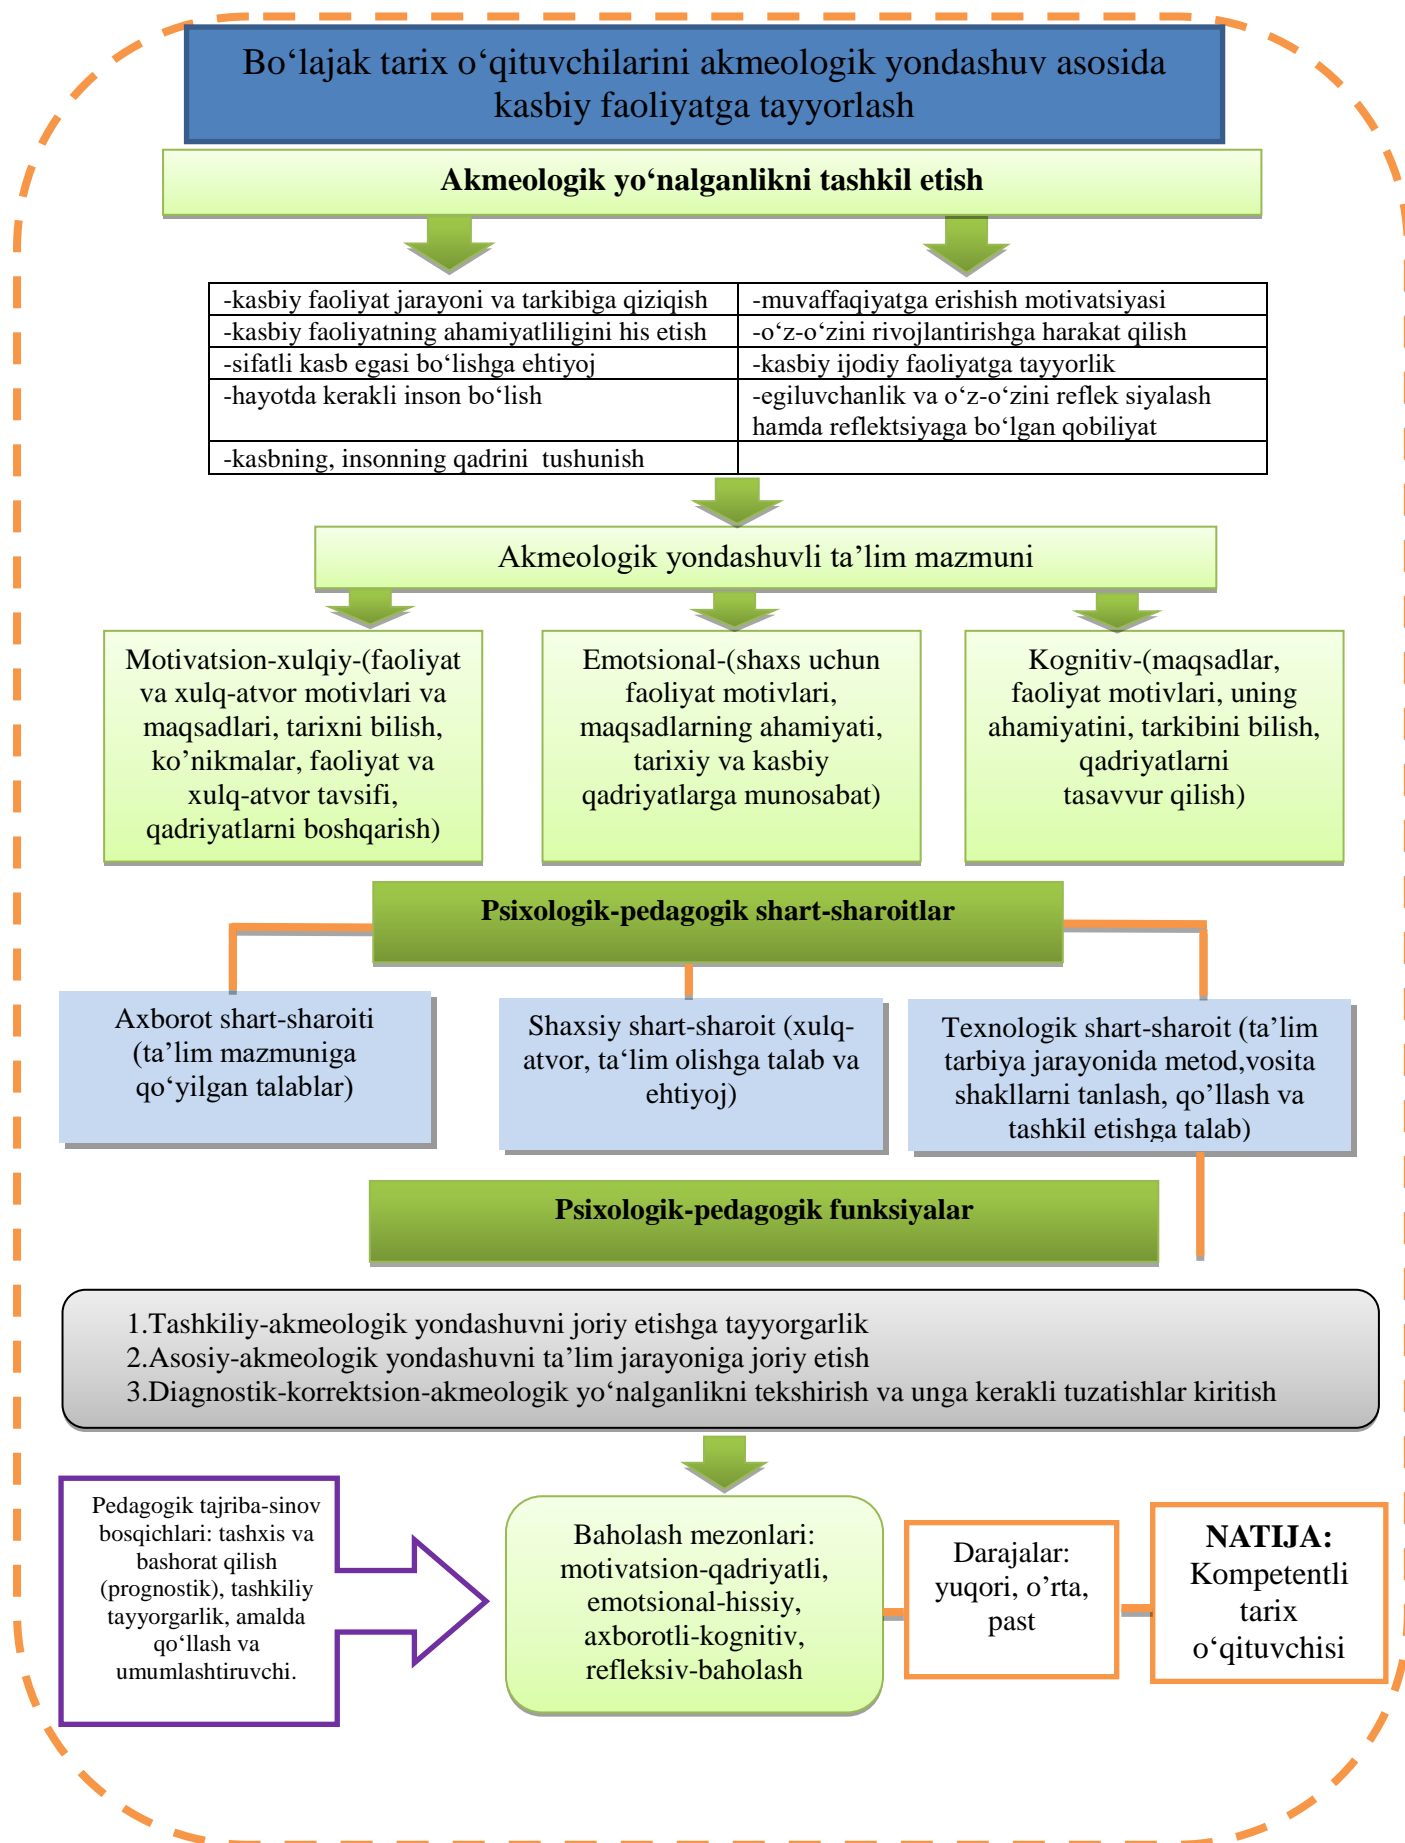 Bo‘lajak tarix o‘qituvchilarini akmeologik yondashuv asosida
kasbiy faoliyatga tayyorlash
Akmeologik yo‘nalganlikni tashkil etish
-kasbiy faoliyat jarayoni va tarkibiga qiziqish
-muvaffaqiyatga erishish motivatsiyasi
-kasbiy faoliyatning ahamiyatliligini his etish
-o‘z-o‘zini rivojlantirishga harakat qilish
-sifatli kasb egasi bo‘lishga ehtiyoj
-kasbiy ijodiy faoliyatga tayyorlik
-hayotda kerakli inson bo‘lish
-egiluvchanlik va o‘z-o‘zini reflek siyalash
hamda reflektsiyaga bo‘lgan qobiliyat
-kasbning, insonning qadrini  tushunish
Akmeologik yondashuvli ta’lim mazmuni
Motivatsion-xulqiy-(faoliyat
va xulq-atvor motivlari va
maqsadlari, tarixni bilish,
ko’nikmalar, faoliyat va
xulq-atvor tavsifi,
qadriyatlarni boshqarish)
Emotsional-(shaxs uchun
faoliyat motivlari,
maqsadlarning ahamiyati,
tarixiy va kasbiy
qadriyatlarga munosabat)
Kognitiv-(maqsadlar,
faoliyat motivlari, uning
ahamiyatini, tarkibini bilish,
qadriyatlarni
tasavvur qilish)
Psixologik-pedagogik shart-sharoitlar
Axborot shart-sharoiti
(ta’lim mazmuniga
qo‘yilgan talablar)
Shaxsiy shart-sharoit (xulq-
atvor, ta‘lim olishga talab va
ehtiyoj)
Texnologik shart-sharoit (ta’lim
tarbiya jarayonida metod,vosita
shakllarni tanlash, qo’llash va
tashkil etishga talab)
Psixologik-pedagogik funksiyalar
1.Tashkiliy-akmeologik yondashuvni joriy etishga tayyorgarlik
2.Asosiy-akmeologik yondashuvni ta’lim jarayoniga joriy etish
3.Diagnostik-korrektsion-akmeologik yo‘nalganlikni tekshirish va unga kerakli tuzatishlar kiritish
Pedagogik tajriba-sinov
bosqichlari: tashxis va
bashorat qilish
(prognostik), tashkiliy
tayyorgarlik, amalda
qo‘llash va
umumlashtiruvchi.
Baholash mezonlari:
motivatsion-qadriyatli,
emotsional-hissiy,
axborotli-kognitiv,
refleksiv-baholash
Darajalar:
yuqori, o’rta,
past
NATIJA:
Kompetentli
tarix
o‘qituvchisi